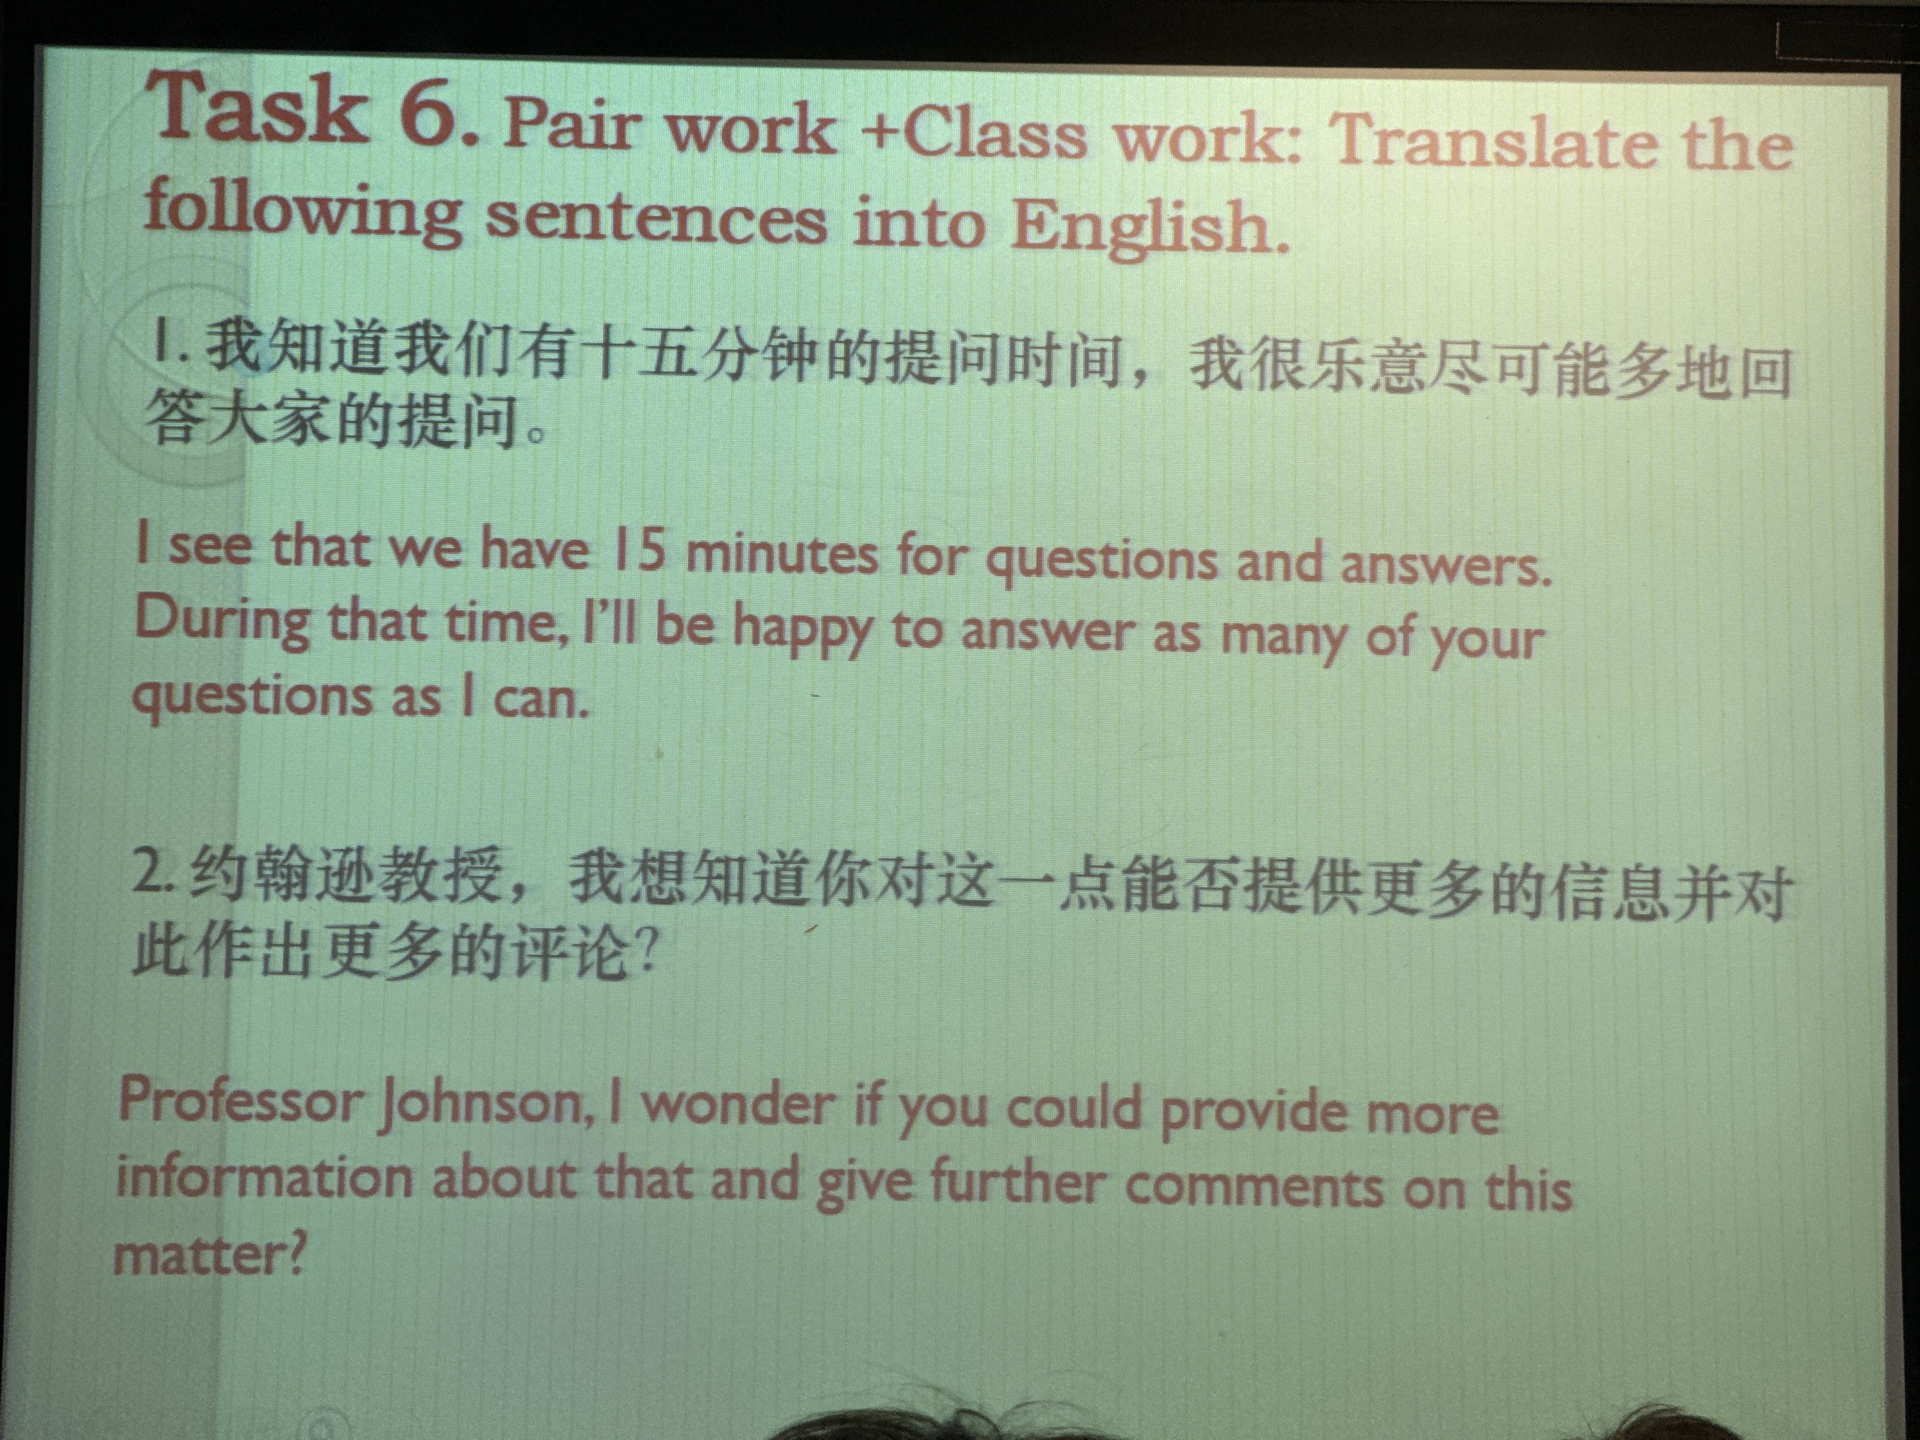 Task 6. Pair work +Class work: Translate the
following sentences into English.
1. 我知道我们有十五分钟的提问时间，我很乐意尽可能多地回
答大家的提问。
I see that we have 15 minutes for questions and answers.
During that time, I'll be happy to answer as many of your
questions as I can.
2. 约翰逊教授，我想知道你对这一点能否提供更多的信息并对
此作出更多的评论?
Professor Johnson, I wonder if you could provide more
information about that and give further comments on this
matter?